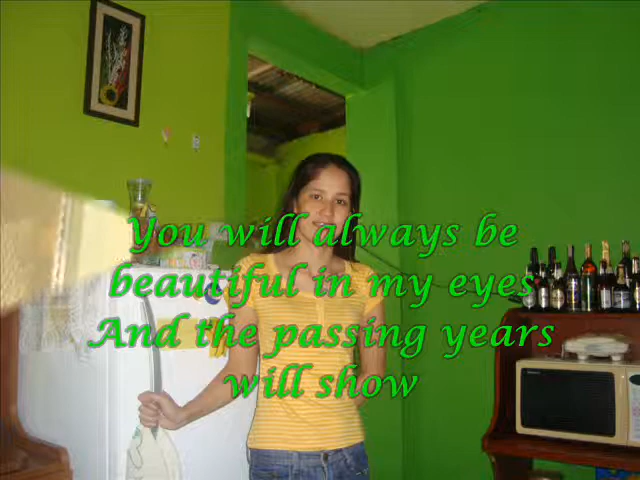 You will always be
beautiful in my eyes
And the passing years
will show